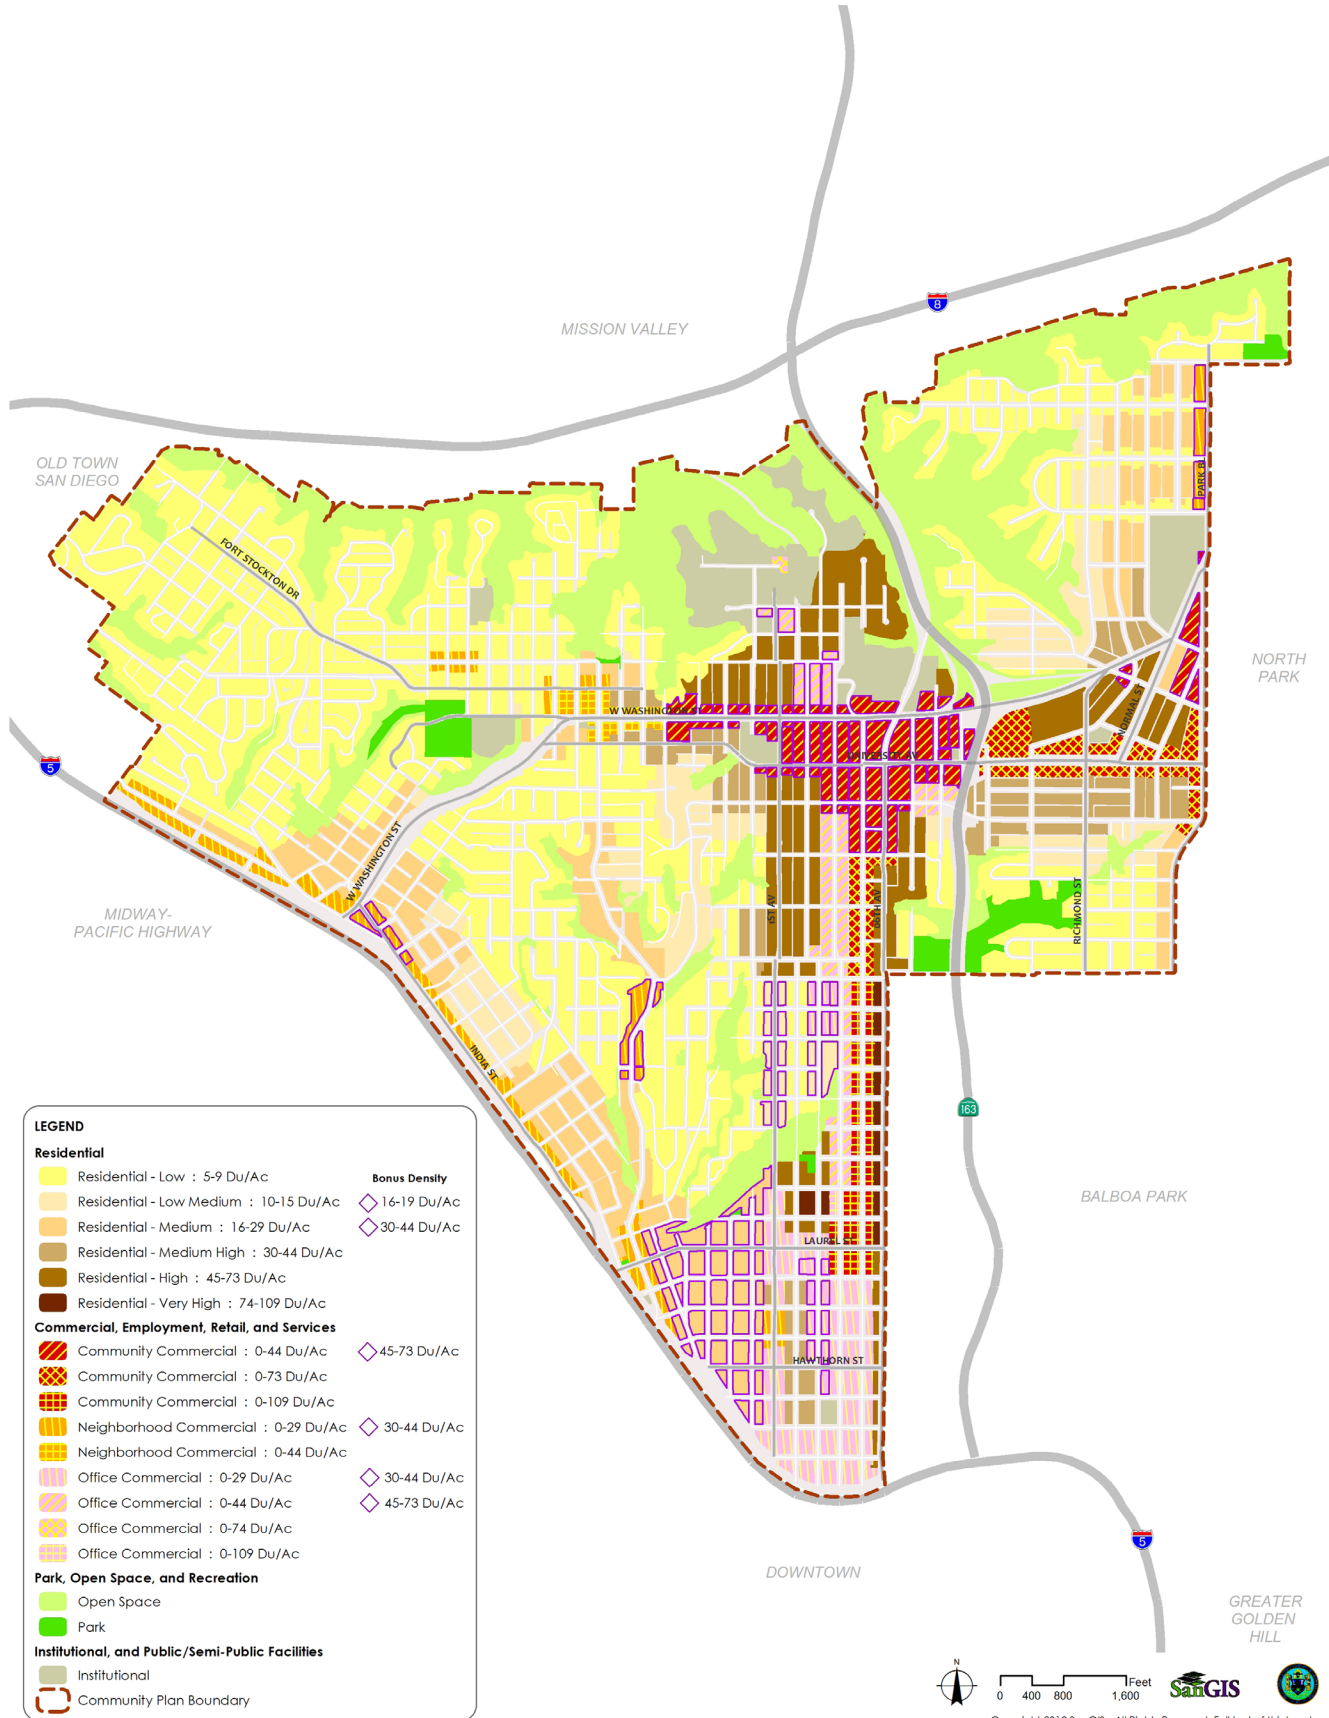 8
MISSION VALLEY
OLD TOWN
SAN DIEGO
PARK B
FORT STOCKTON DR
NORTH
PARK
NORMAL ST
W WASHINGTON ST
UNIVERSITY AV
5
W WASHINGTON ST
MIDWAY-
PACIFIC HIGHWAY
1ST AV
06TH AV
RICHMOND ST
INDIA ST
163
BALBOA PARK
LAUREL ST
HAWTHORN ST
LEGEND
Residential
Residential - Low : 5-9 Du/Ac
Bonus Density
Residential - Low Medium : 10-15 Du/Ac 16-19 Du/Ac
Residential - Medium : 16-29 Du/Ac 30-44 Du/Ac
Residential - Medium High : 30-44 Du/Ac
Residential - High : 45-73 Du/Ac
Residential - Very High : 74-109 Du/Ac
Commercial, Employment, Retail, and Services
Community Commercial : 0-44 Du/Ac 45-73 Du/Ac
Community Commercial : 0-73 Du/Ac
Community Commercial : 0-109 Du/Ac
Neighborhood Commercial : 0-29 Du/Ac 30-44 Du/Ac
Neighborhood Commercial : 0-44 Du/Ac
Office Commercial : 0-29 Du/Ac 30-44 Du/Ac
Office Commercial : 0-44 Du/Ac 45-73 Du/Ac
Office Commercial : 0-74 Du/Ac
Office Commercial : 0-109 Du/Ac
Park, Open Space, and Recreation
Open Space
Park
Institutional, and Public/Semi-Public Facilities
Institutional
Community Plan Boundary
5
DOWNTOWN
GREATER
GOLDEN
HILL
N
Feet
0 400 800 1,600
SanGIS